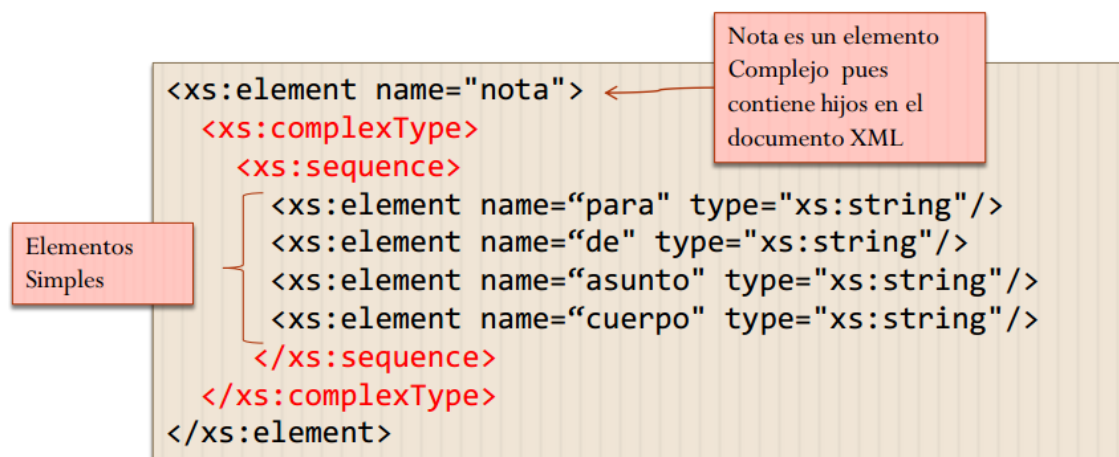 Nota es un elemento
Complejo pues
contiene hijos en el
documento XML
<xs:element name="nota">
<xs:complexType>
<xs:sequence>
<xs:element name=“para" type="xs:string"/>
<xs:element name=“de" type="xs:string"/>
<xs:element name=“asunto" type="xs:string"/>
<xs:element name=“cuerpo" type="xs:string"/>
</xs:sequence>
</xs:complexType>
</xs:element>
Elementos
Simples